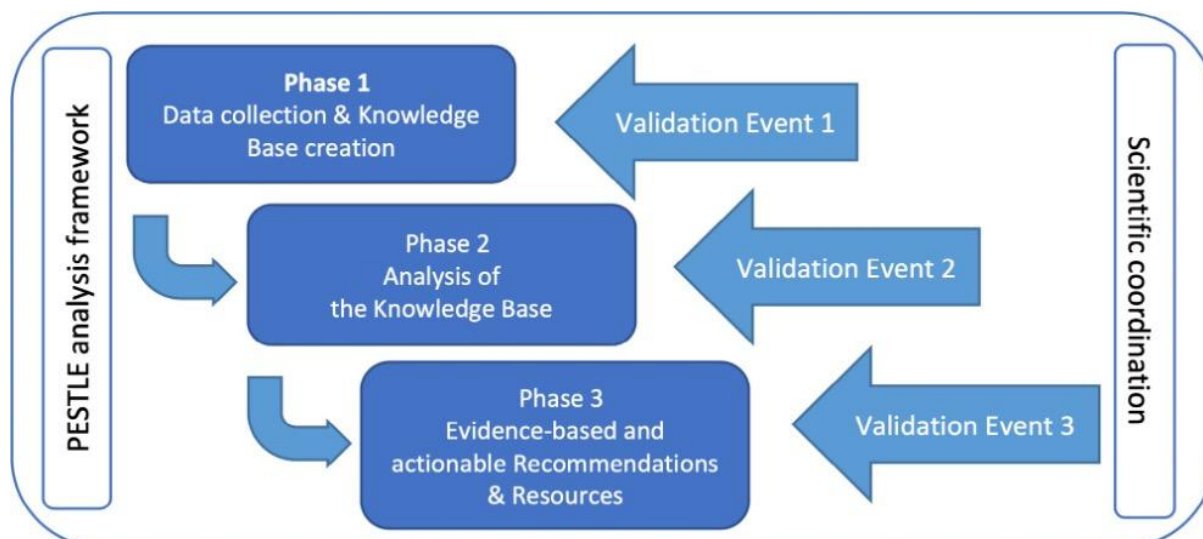 PESTLE analysis framework
Phase 1
Data collection & Knowledge
Base creation
Validation Event 1
Phase 2
Analysis of
the Knowledge Base
Validation Event 2
Phase 3
Evidence-based and
actionable Recommendations
& Resources
Validation Event 3
Scientific coordination